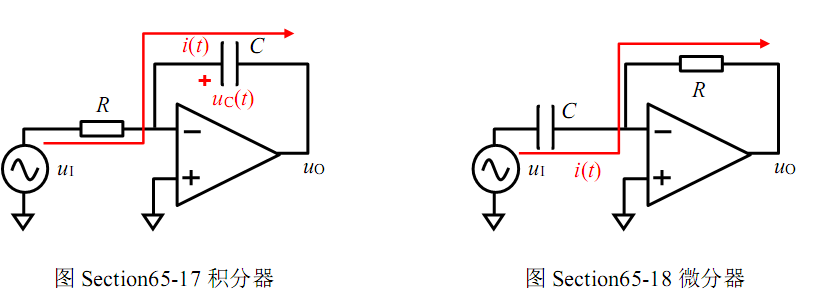 i(t) C
+
uC(t)
R
−
+
uI
uO
图 Section65-17 积分器
R
C
−
+
uI
i(t)
uO
图 Section65-18 微分器